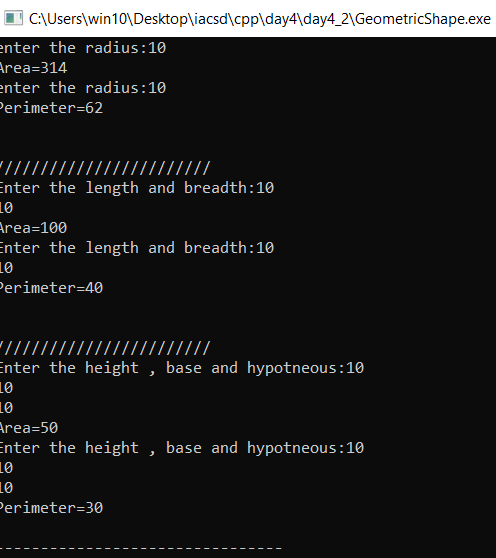 C:\Users\win10\Desktop\iacsd\cpp\day4\day4_2\GeometricShape.exe
enter the radius:10
Area=314
enter the radius:10
Perimeter=62
////////////////////////
Enter the length and breadth:10
10
Area=100
Enter the length and breadth:10
10
Perimeter=40
////////////////////////
Enter the height , base and hypotneous:10
10
10
Area=50
Enter the height , base and hypotneous:10
10
10
Perimeter=30
--------------------------------